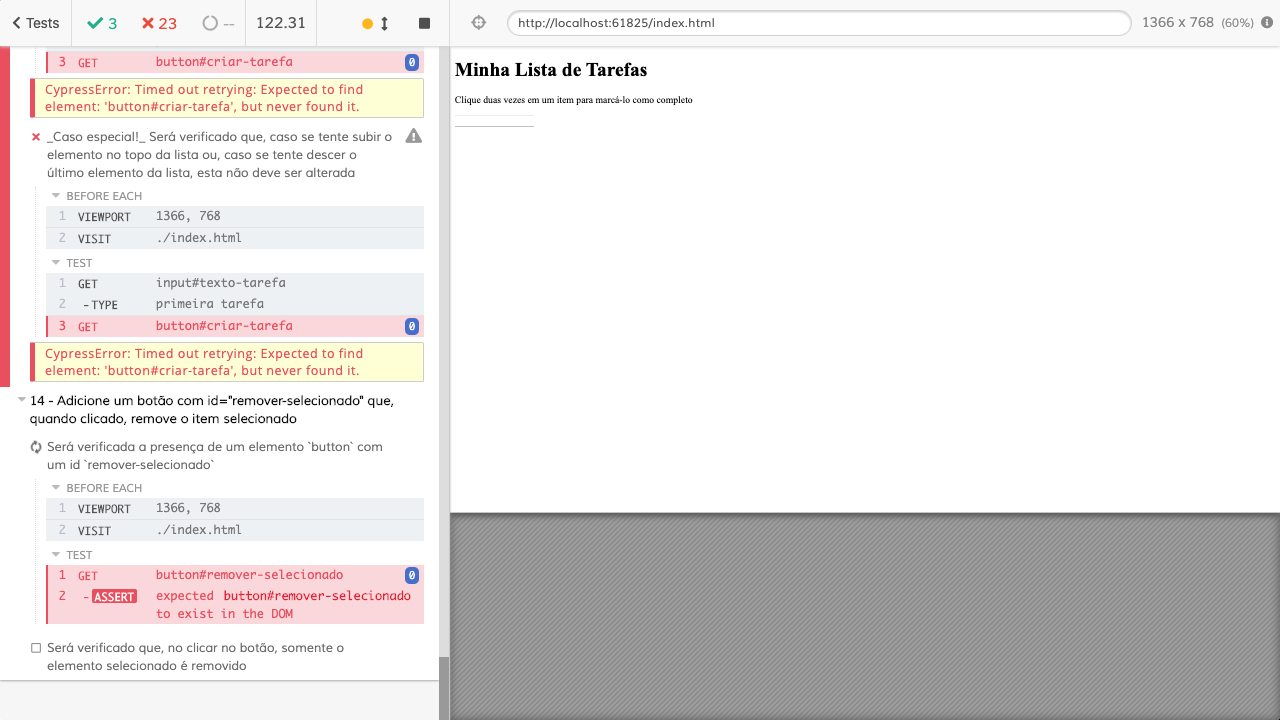 Tests
3
23
--
122.31
http://localhost:61825/index.html
1366 x 768 (60%)
3 GET button#criar-tarefa 0
CypressError: Timed out retrying: Expected to find
element: 'button#criar-tarefa', but never found it.
_Caso especial!_ Será verificado que, caso se tente subir o
elemento no topo da lista ou, caso se tente descer o
último elemento da lista, esta não deve ser alterada
BEFORE EACH
1 VIEWPORT 1366, 768
2 VISIT ./index.html
TEST
1 GET input#texto-tarefa
2 -TYPE primeira tarefa
3 GET button#criar-tarefa 0
CypressError: Timed out retrying: Expected to find
element: 'button#criar-tarefa', but never found it.
14 - Adicione um botão com id="remover-selecionado" que,
quando clicado, remove o item selecionado
Será verificada a presença de um elemento `button` com
um id `remover-selecionado`
BEFORE EACH
1 VIEWPORT 1366, 768
2 VISIT ./index.html
TEST
1 GET button#remover-selecionado 0
2 -ASSERT expected button#remover-selecionado
to exist in the DOM
Será verificado que, no clicar no botão, somente o
elemento selecionado é removido
Minha Lista de Tarefas
Clique duas vezes em um item para marcá-lo como completo